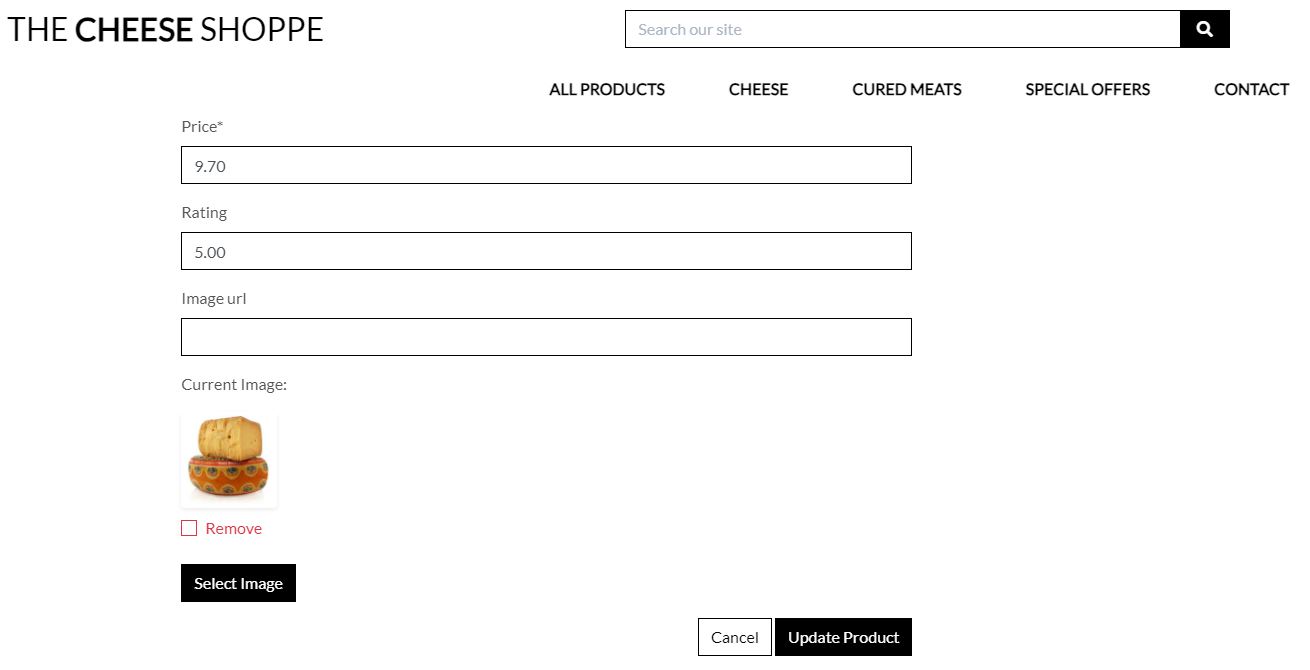 THE CHEESE SHOPPE
Search our site
ALL PRODUCTS CHEESE CURED MEATS SPECIAL OFFERS CONTACT
Price*
9.70
Rating
5.00
Image url
Current Image:
Remove
Select Image
Cancel Update Product